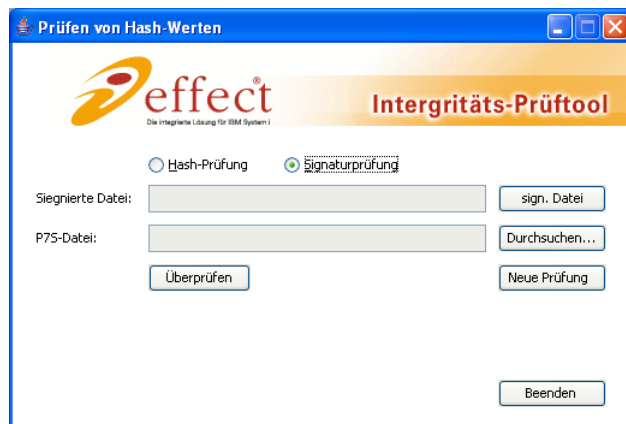 Prüfen von Hash-Werten
effect®
Die integrierte Lösung für IBM System i
Intergritäts-Prüftool
Hash-Prüfung Signaturprüfung
Siegnierte Datei: sign. Datei
P7S-Datei: Durchsuchen...
Überprüfen Neue Prüfung
Beenden